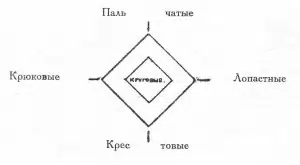 Паль чатые
Крюковые
круговые.
Лопастные
Крес товые